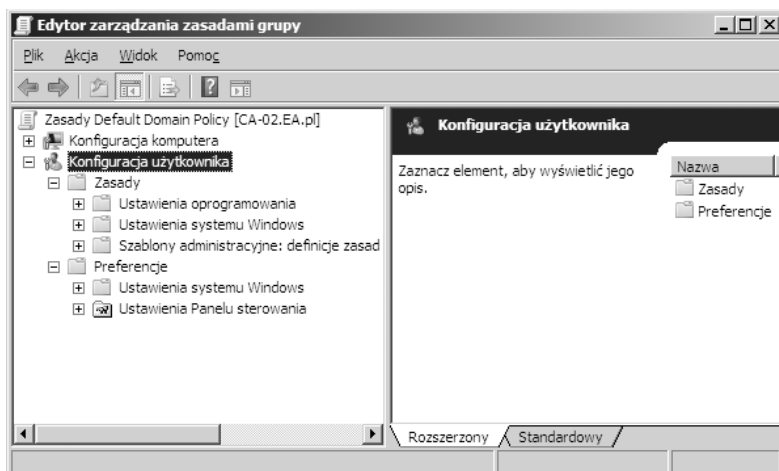 Edytor zarządzania zasadami grupy
Plik Akcja Widok Pomoc
Zasady Default Domain Policy [CA-02.EA.pl]
Konfiguracja komputera
Konfiguracja użytkownika
Zasady
Ustawienia oprogramowania
Ustawienia systemu Windows
Szablony administracyjne: definicje zasad
Preferencje
Ustawienia systemu Windows
Ustawienia Panelu sterowania
Konfiguracja użytkownika
Zaznacz element, aby wyświetlić jego
opis.
Nazwa
Zasady
Preferencje
Rozszerzony Standardowy